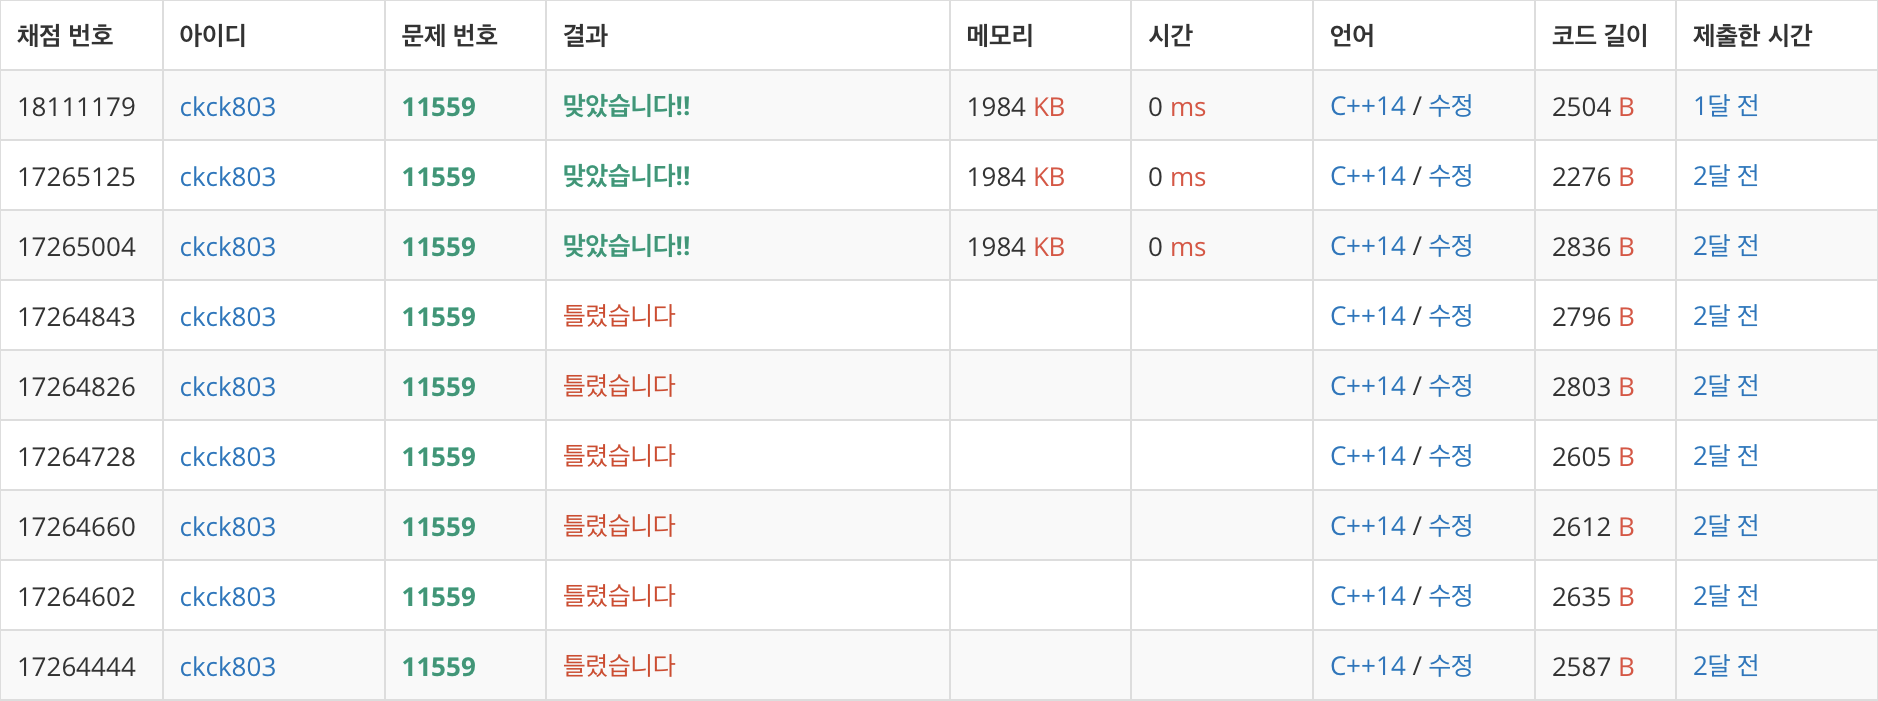 채점 번호 아이디 문제 번호 결과 메모리 시간 언어 코드 길이 제출한 시간
18111179 ckck803 11559 맞았습니다!! 1984 KB 0 ms C++14 / 수정 2504 B 1달 전
17265125 ckck803 11559 맞았습니다!! 1984 KB 0 ms C++14 / 수정 2276 B 2달 전
17265004 ckck803 11559 맞았습니다!! 1984 KB 0 ms C++14 / 수정 2836 B 2달 전
17264843 ckck803 11559 틀렸습니다 C++14 / 수정 2796 B 2달 전
17264826 ckck803 11559 틀렸습니다 C++14 / 수정 2803 B 2달 전
17264728 ckck803 11559 틀렸습니다 C++14 / 수정 2605 B 2달 전
17264660 ckck803 11559 틀렸습니다 C++14 / 수정 2612 B 2달 전
17264602 ckck803 11559 틀렸습니다 C++14 / 수정 2635 B 2달 전
17264444 ckck803 11559 틀렸습니다 C++14 / 수정 2587 B 2달 전